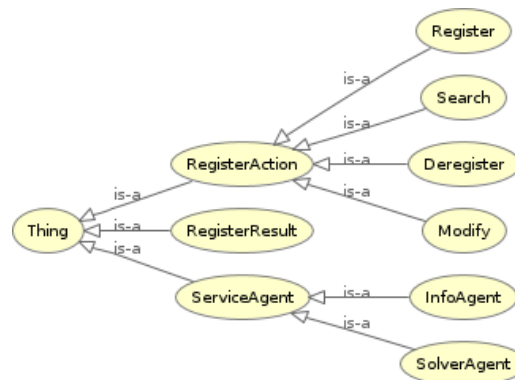 Register
is-a
Search
is-a
RegisterAction
is-a
Deregister
is-a
is-a
Thing
is-a
RegisterResult
Modify
is-a
ServiceAgent
is-a
InfoAgent
is-a
SolverAgent